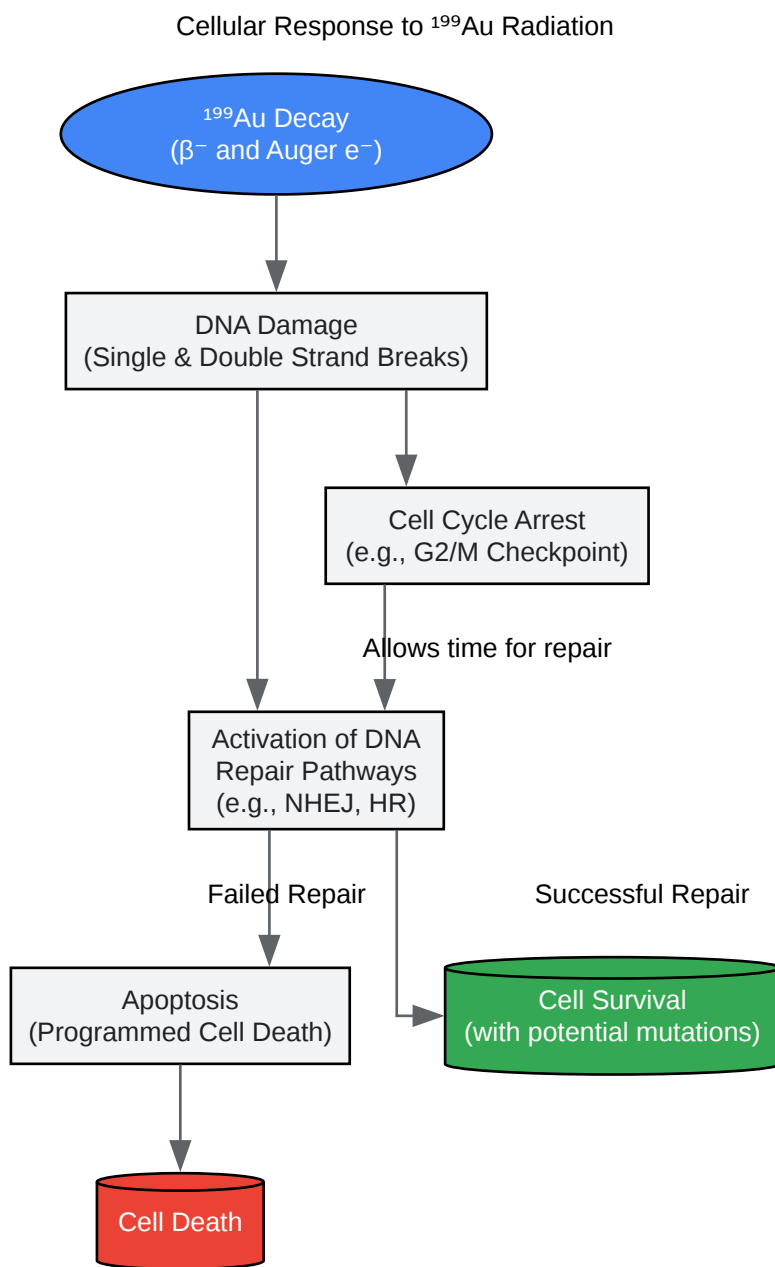 Cellular Response to ¹⁹⁹Au Radiation
¹⁹⁹Au Decay
(β⁻ and Auger e⁻)
DNA Damage
(Single & Double Strand Breaks)
Cell Cycle Arrest
(e.g., G2/M Checkpoint)
Allows time for repair
Activation of DNA
Repair Pathways
(e.g., NHEJ, HR)
Failed Repair
Successful Repair
Apoptosis
(Programmed Cell Death)
Cell Survival
(with potential mutations)
Cell Death